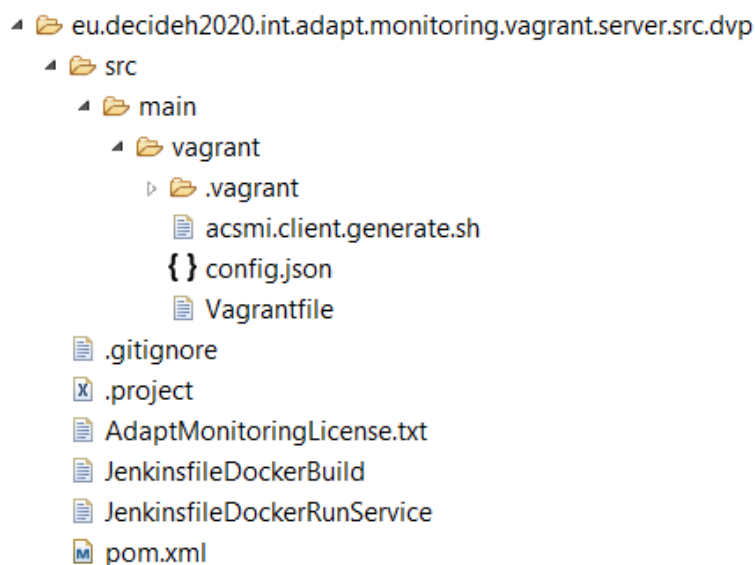 eu.decideh2020.int.adapt.monitoring.vagrant.server.src.dvp
src
main
vagrant
.vagrant
acsmi.client.generate.sh
config.json
Vagrantfile
.gitignore
.project
AdaptMonitoringLicense.txt
JenkinsfileDockerBuild
JenkinsfileDockerRunService
pom.xml